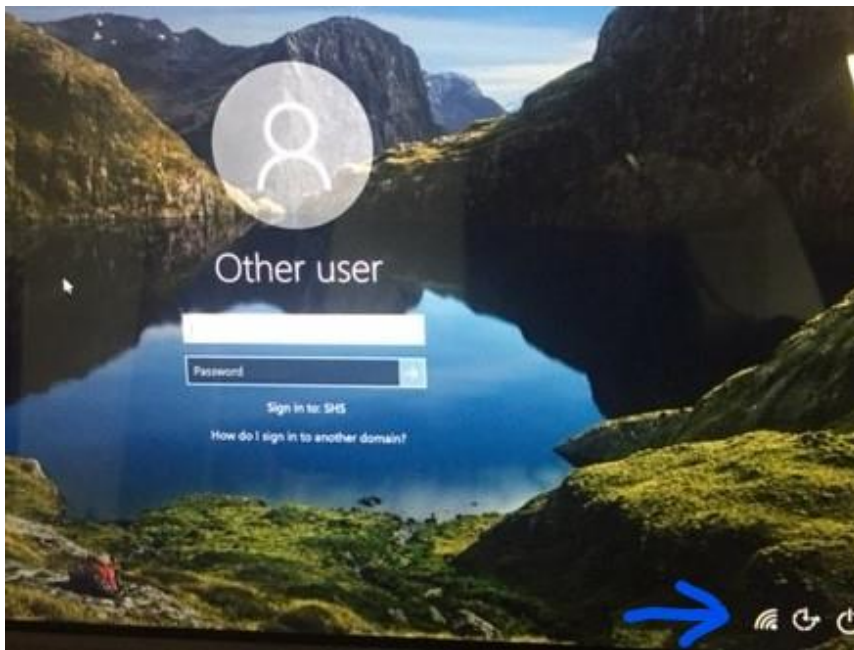 Other user
Password
Sign in to: SHS
How do I sign in to another domain?